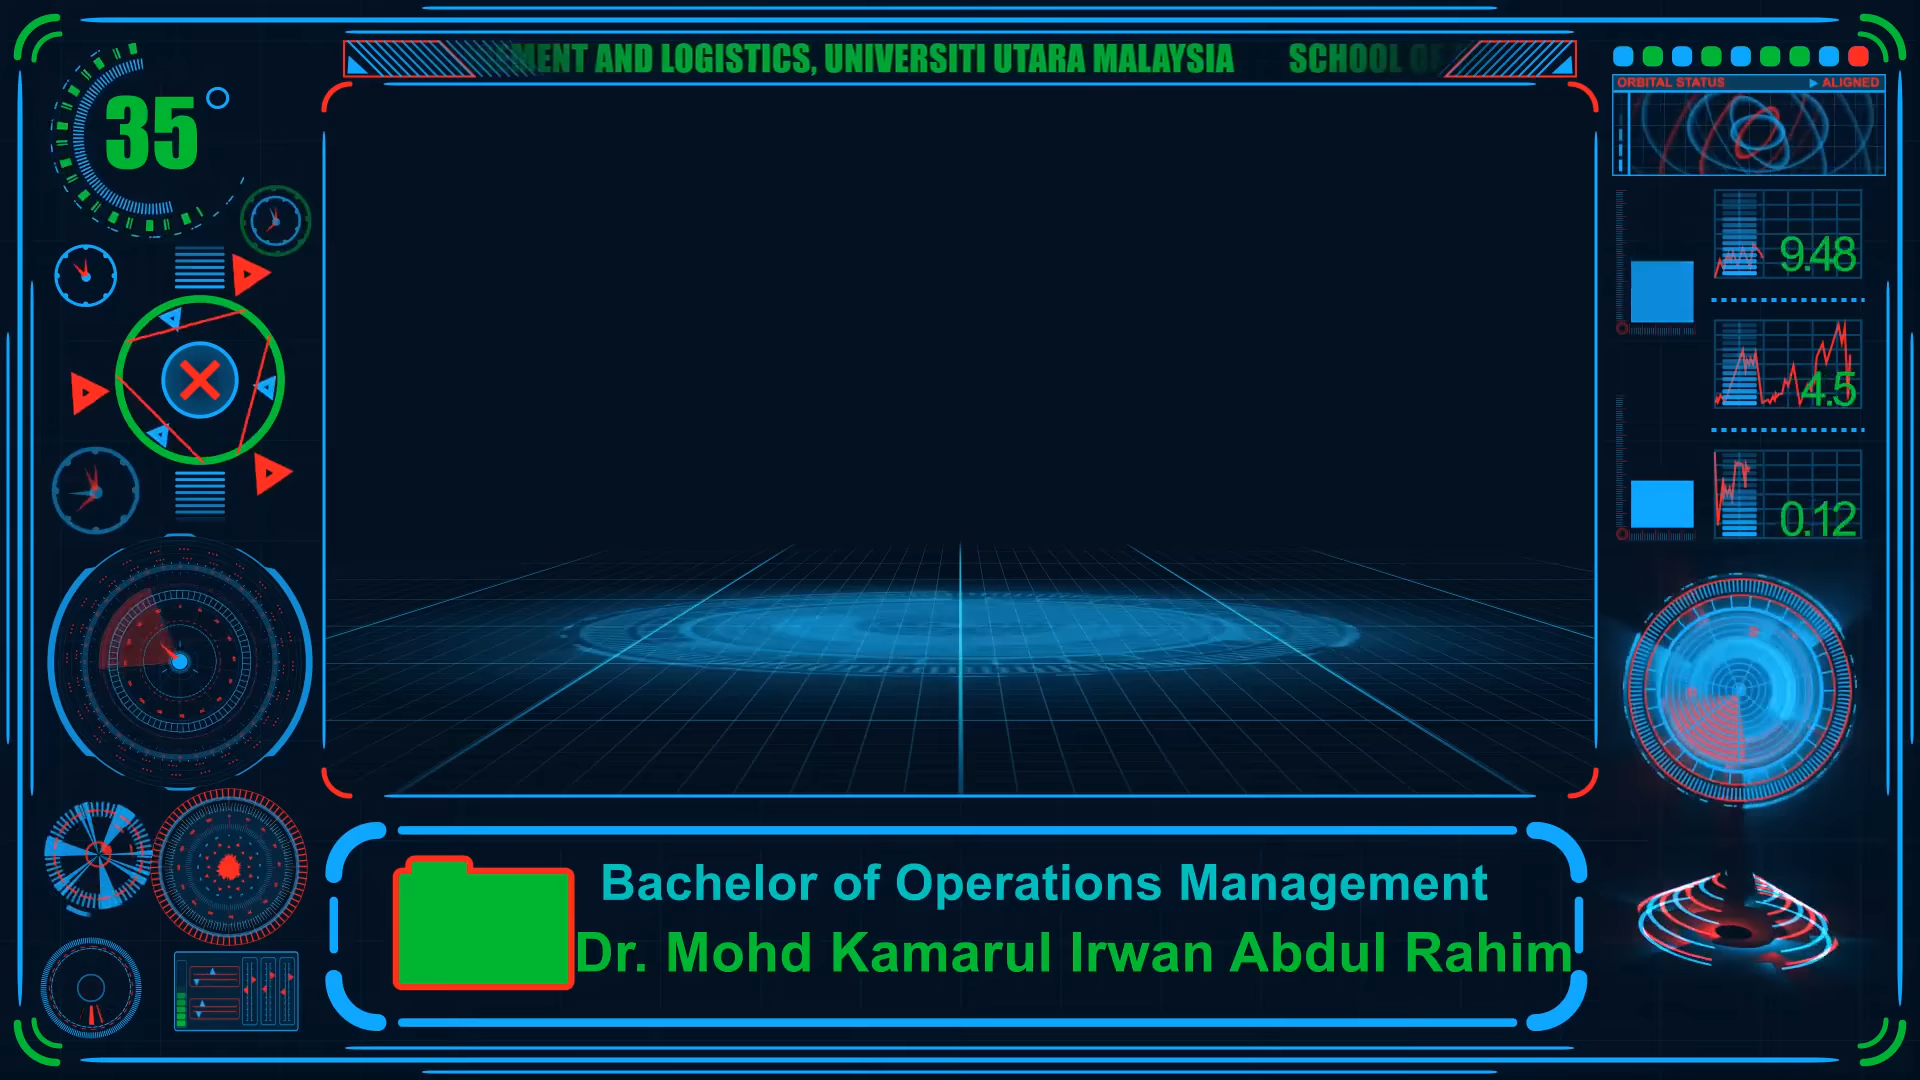 AND LOGISTICS, UNIVERSITI UTARA MALAYSIA SCHOOL
35
ORBITAL STATUS ALIGNED
9.48
4.5
0.12
Bachelor of Operations Management
Dr. Mohd Kamarul Irwan Abdul Rahim